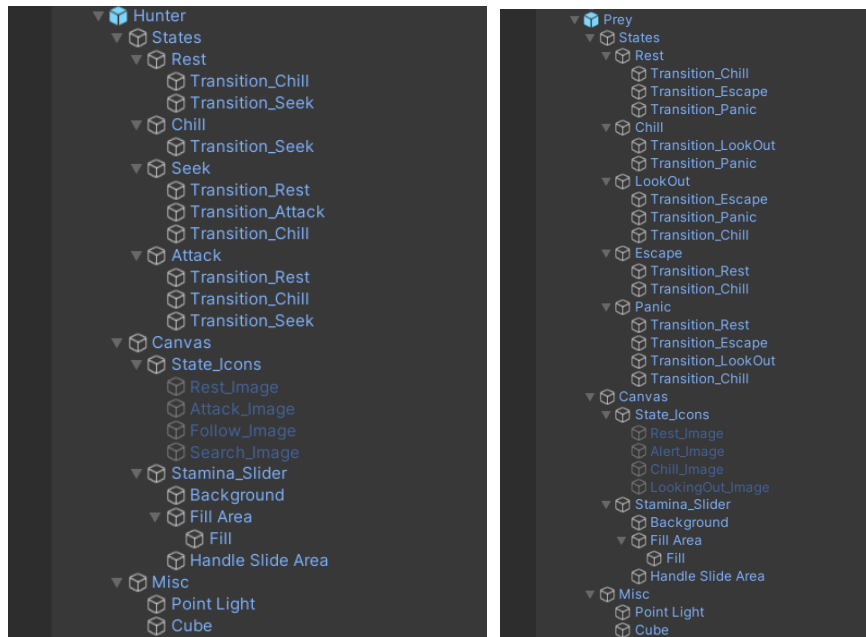 Hunter
States
Rest
Transition_Chill
Transition_Seek
Chill
Transition_Seek
Seek
Transition_Rest
Transition_Attack
Transition_Chill
Attack
Transition_Rest
Transition_Chill
Transition_Seek
Canvas
State_Icons
Rest_Image
Attack_Image
Follow_Image
Search_Image
Stamina_Slider
Background
Fill Area
Fill
Handle Slide Area
Misc
Point Light
Cube
Prey
States
Rest
Transition_Chill
Transition_Escape
Transition_Panic
Chill
Transition_LookOut
Transition_Panic
LookOut
Transition_Escape
Transition_Panic
Transition_Chill
Escape
Transition_Rest
Transition_Chill
Panic
Transition_Rest
Transition_Escape
Transition_LookOut
Transition_Chill
Canvas
State_Icons
Rest_Image
Alert_Image
Chill_Image
LookingOut_Image
Stamina_Slider
Background
Fill Area
Fill
Handle Slide Area
Misc
Point Light
Cube